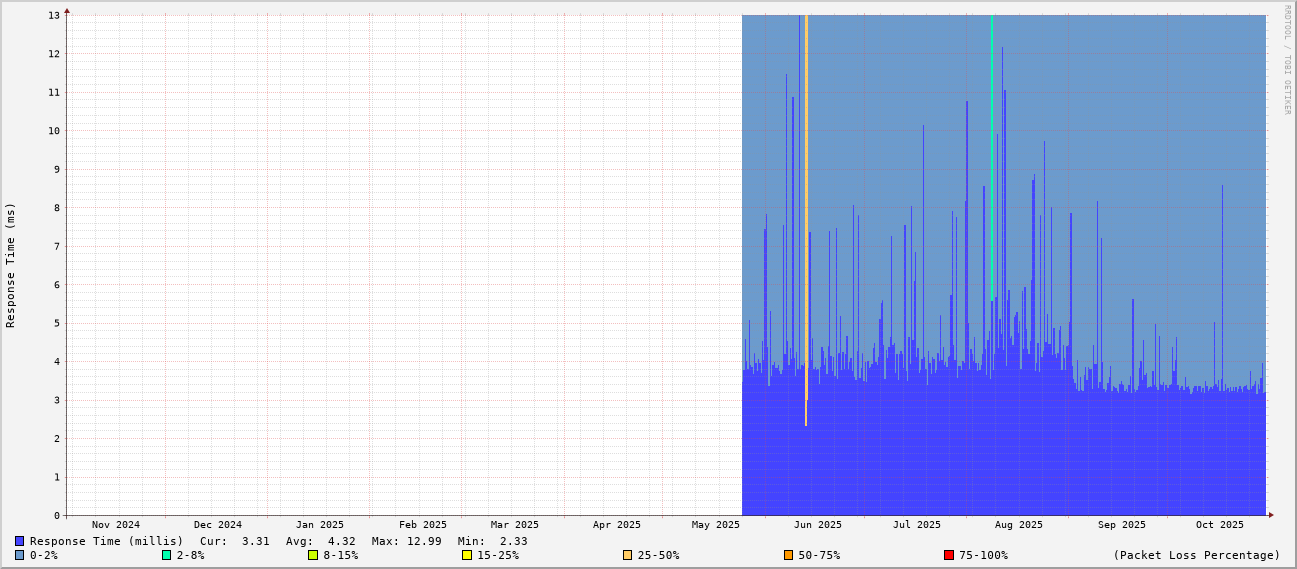 RRDTOOL / TOBI OETIKER
Response Time (ms)
13
12
11
10
9
8
7
6
5
4
3
2
1
0
Nov 2024 Dec 2024 Jan 2025 Feb 2025 Mar 2025 Apr 2025 May 2025 Jun 2025 Jul 2025 Aug 2025 Sep 2025 Oct 2025
Response Time (millis) Cur: 3.31 Avg: 4.32 Max: 12.99 Min: 2.33
0-2% 2-8% 8-15% 15-25% 25-50% 50-75% 75-100% (Packet Loss Percentage)